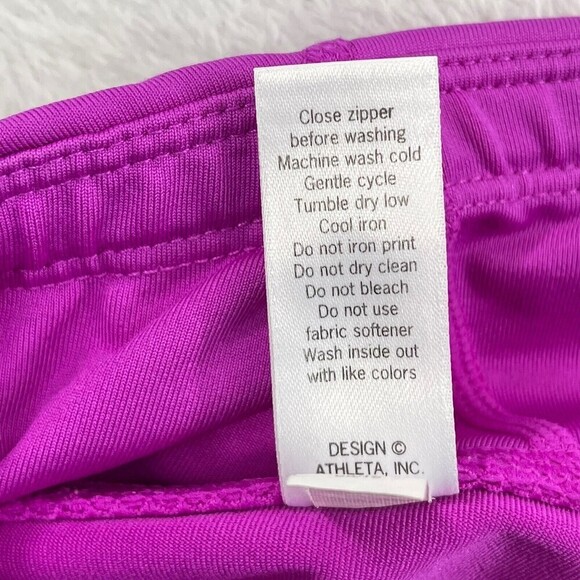 Close zipper
before washing
Machine wash cold
Gentle cycle
Tumble dry low
Cool iron
Do not iron print
Do not dry clean
Do not bleach
Do not use
fabric softener
Wash inside out
with like colors
DESIGN ©
ATHLETA, INC.